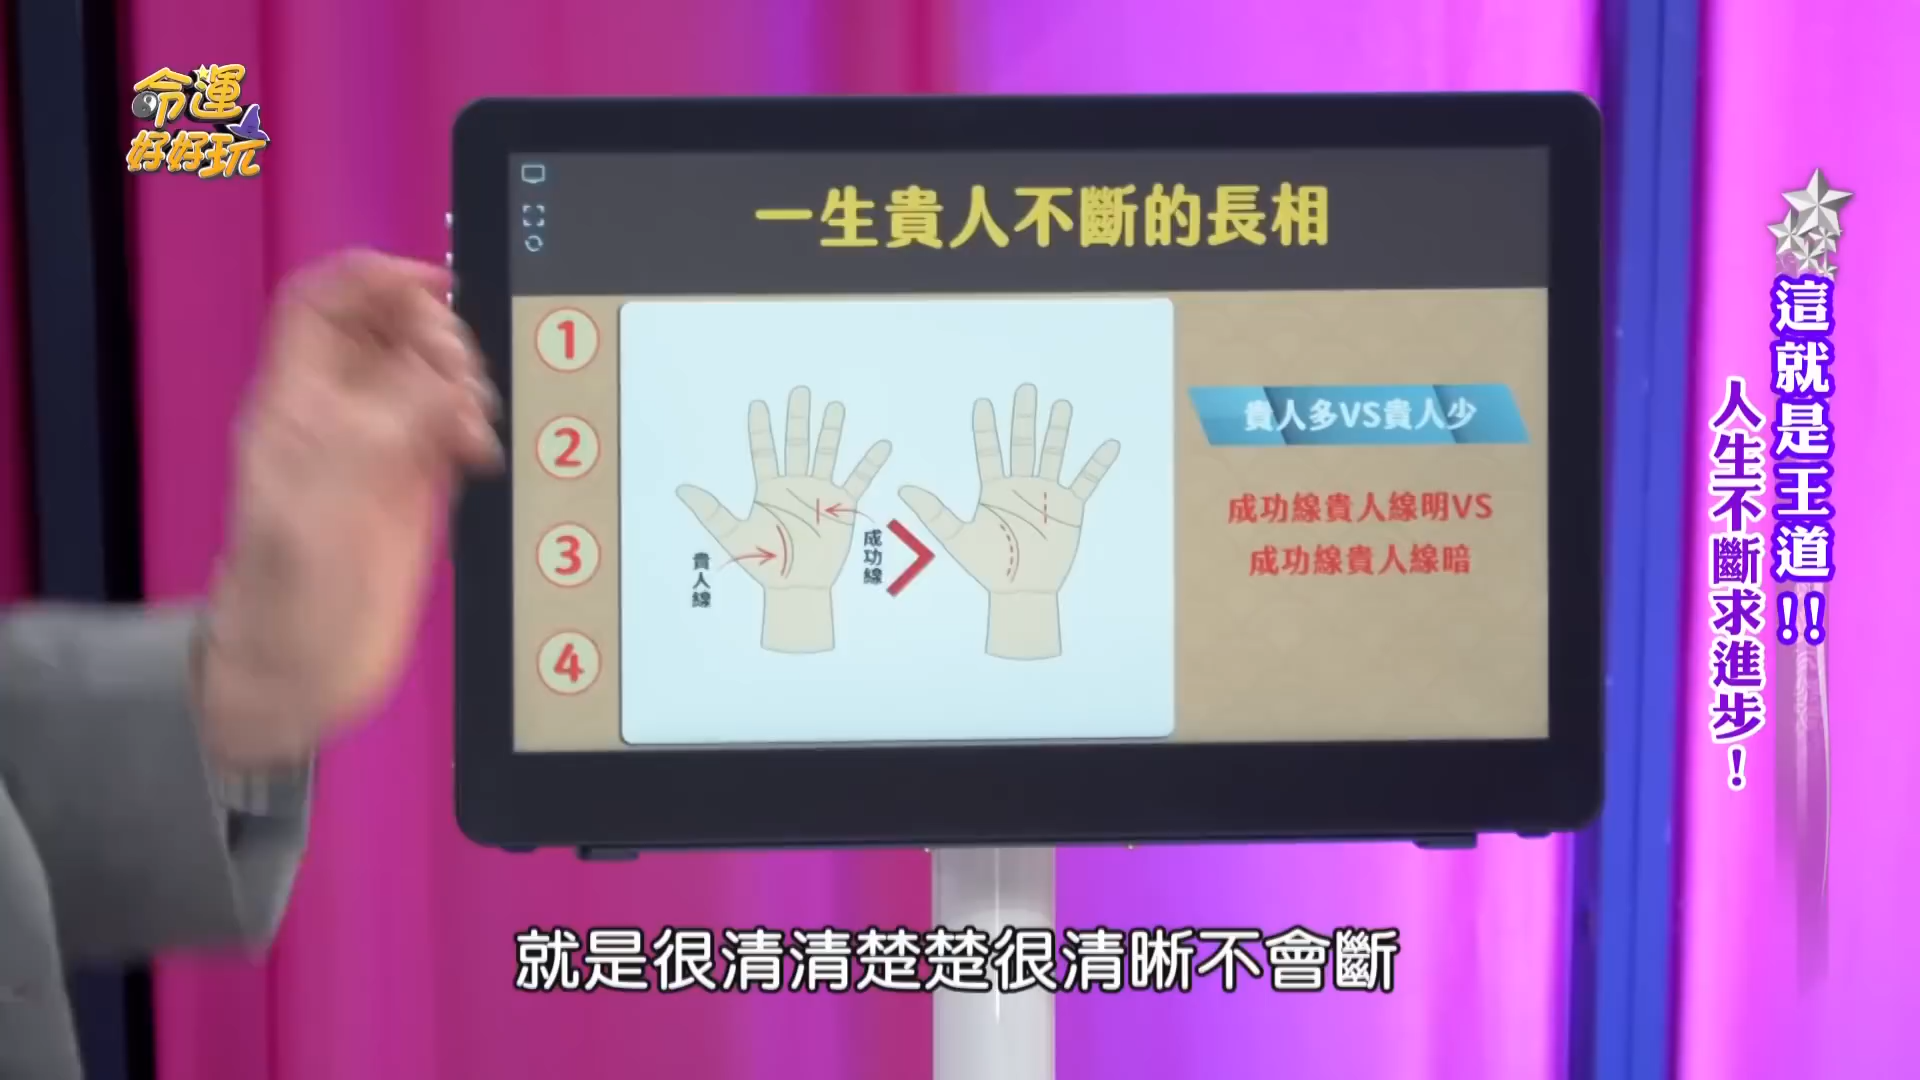 命運
好好玩
一生貴人不斷的長相
1
2
3
4
貴人線
成功線
貴人多VS貴人少
成功線貴人線明VS
成功線貴人線暗
這就是王道!!
人生不斷求進步！
就是很清清楚楚很清晰不會斷